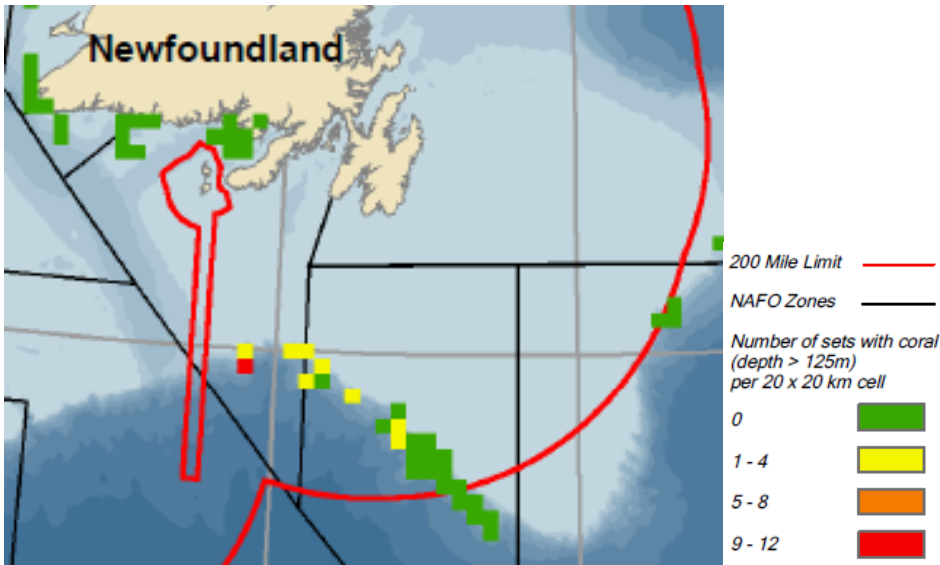 Newfoundland
200 Mile Limit
NAFO Zones
Number of sets with coral
(depth > 125m)
per 20 x 20 km cell
0
1 - 4
5 - 8
9 - 12